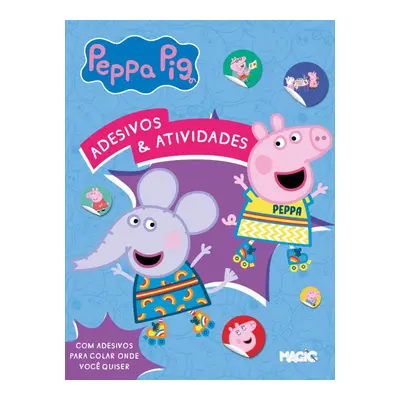 Peppa Pig
ADESIVOS
& ATIVIDADES
PEPPA
COM ADESIVOS
PARA COLAR ONDE
VOCÊ QUISER
MAGIC